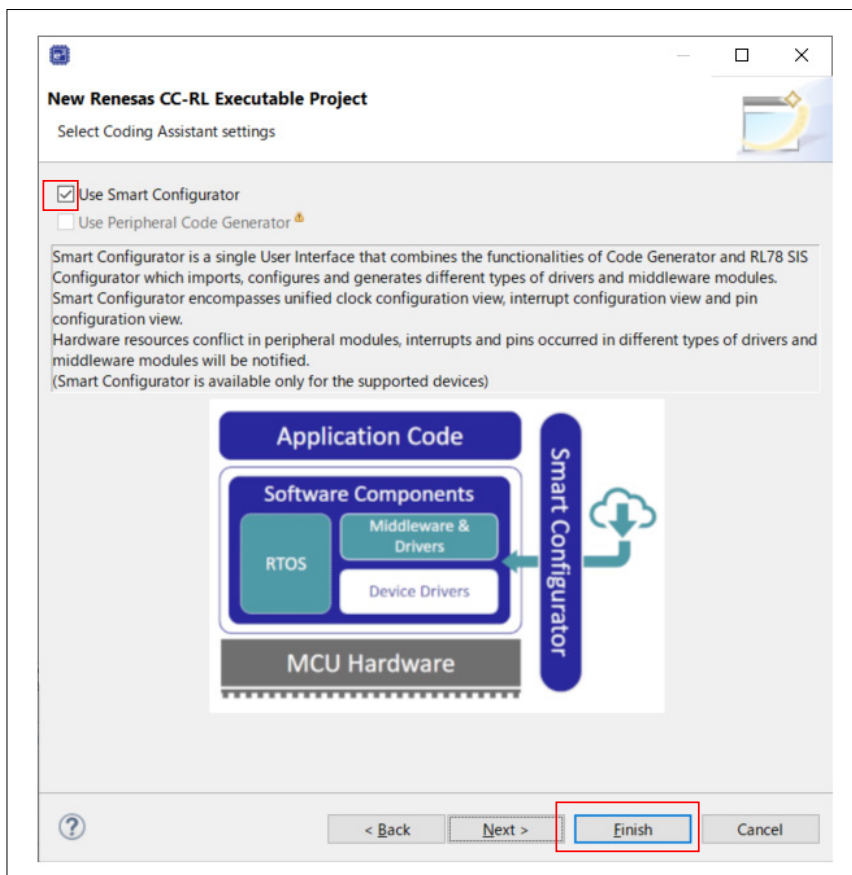 New Renesas CC-RL Executable Project
Select Coding Assistant settings
Use Smart Configurator
Use Peripheral Code Generator
Smart Configurator is a single User Interface that combines the functionalities of Code Generator and RL78 SIS
Configurator which imports, configures and generates different types of drivers and middleware modules.
Smart Configurator encompasses unified clock configuration view, interrupt configuration view and pin
configuration view.
Hardware resources conflict in peripheral modules, interrupts and pins occurred in different types of drivers and
middleware modules will be notified.
(Smart Configurator is available only for the supported devices)
Application Code
Software Components
RTOS
Middleware &
Drivers
Device Drivers
MCU Hardware
Smart Configurator
?
< Back
Next >
Finish
Cancel